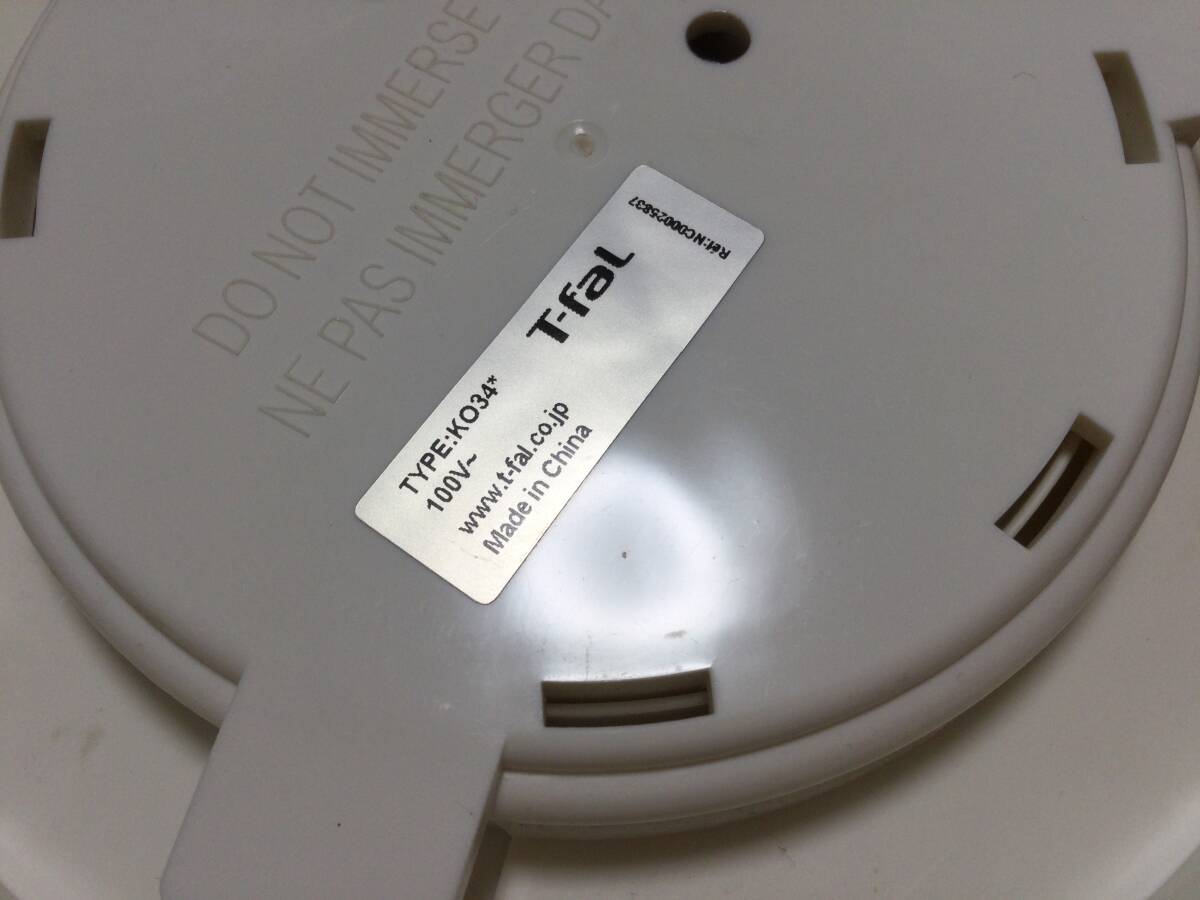 DO NOT IMMERSE
NE PAS IMMERGER DA
Réf:NC00025837
T-fal
TYPE:KO34*
100V~
www.t-fal.co.jp
Made in China